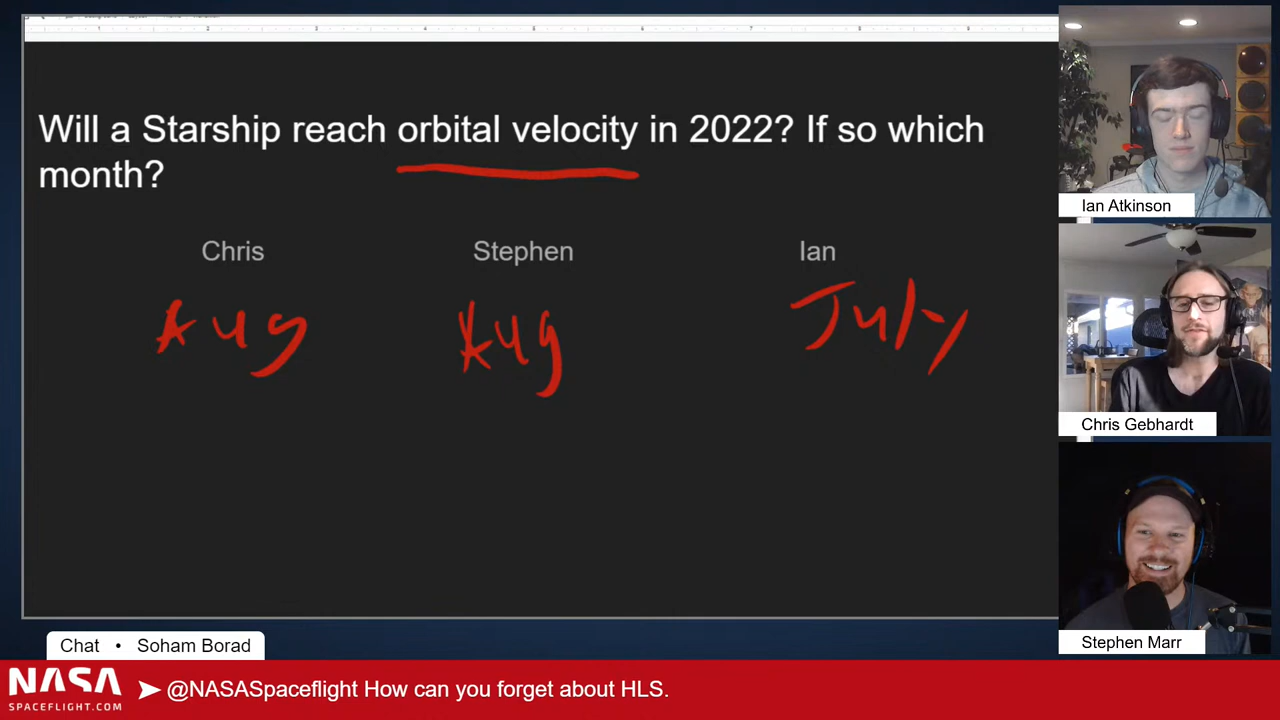 Will a Starship reach orbital velocity in 2022? If so which
month?
Chris
Stephen
Ian
Aug
Aug
July
Ian Atkinson
Chris Gebhardt
Stephen Marr
Chat • Soham Borad
NASA
SPACEFLIGHT.COM
@NASASpaceflight How can you forget about HLS.